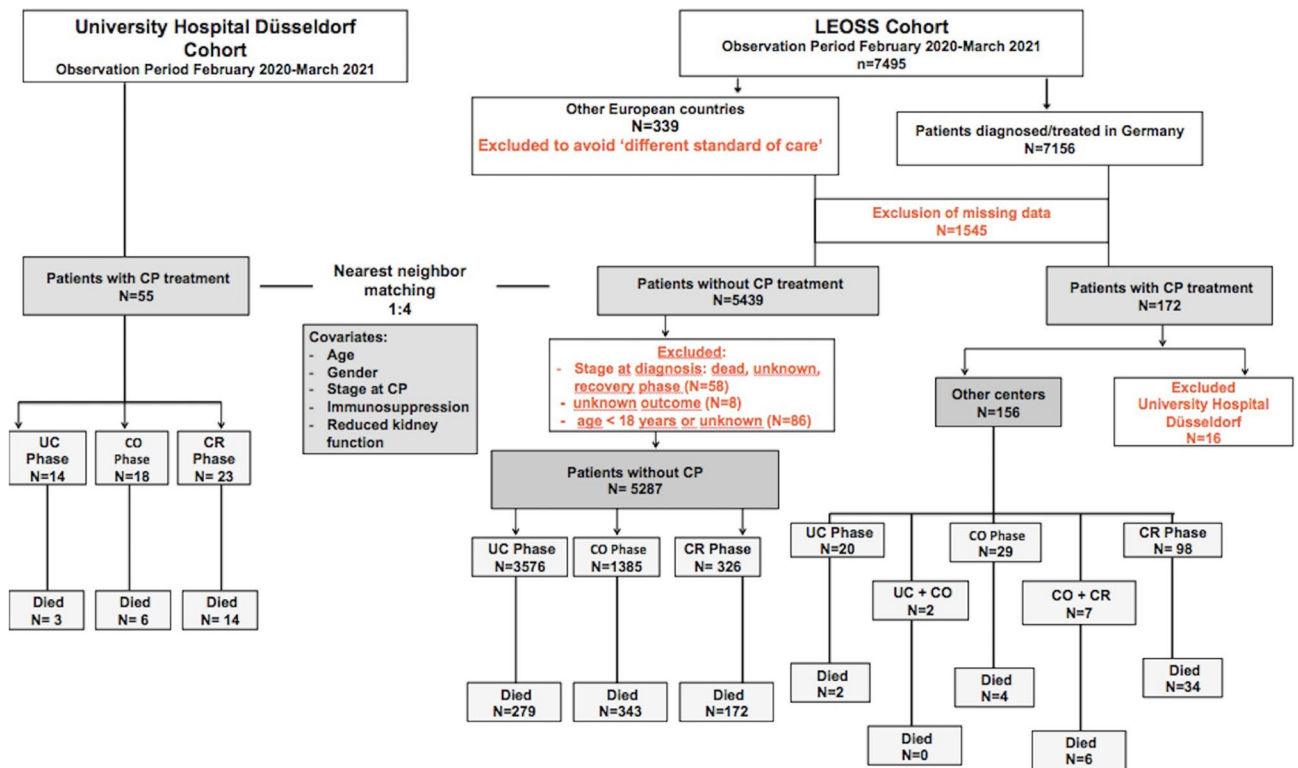 University Hospital Düsseldorf
Cohort
Observation Period February 2020-March 2021
LEOSS Cohort
Observation Period February 2020-March 2021
n=7495
Other European countries
N=339
Excluded to avoid ‘different standard of care’
Patients diagnosed/treated in Germany
N=7156
Exclusion of missing data
N=1545
Patients with CP treatment
N=55
Nearest neighbor
matching
1:4
Patients without CP treatment
N=5439
Patients with CP treatment
N=172
Covariates:
- Age
- Gender
- Stage at CP
- Immunosuppression
- Reduced kidney
function
Excluded:
- Stage at diagnosis: dead, unknown,
recovery phase (N=58)
- unknown outcome (N=8)
- age < 18 years or unknown (N=86)
Other centers
N=156
Excluded
University Hospital
Düsseldorf
N=16
UC
Phase
N=14
CO
Phase
N=18
CR
Phase
N= 23
Patients without CP
N= 5287
UC Phase
N=3576
CO Phase
N=1385
CR Phase
N= 326
UC Phase
N=20
CO Phase
N=29
CR Phase
N= 98
UC + CO
N=2
CO + CR
N=7
Died
N= 3
Died
N= 6
Died
N= 14
Died
N=279
Died
N=343
Died
N=172
Died
N=2
Died
N=4
Died
N=34
Died
N=0
Died
N=6